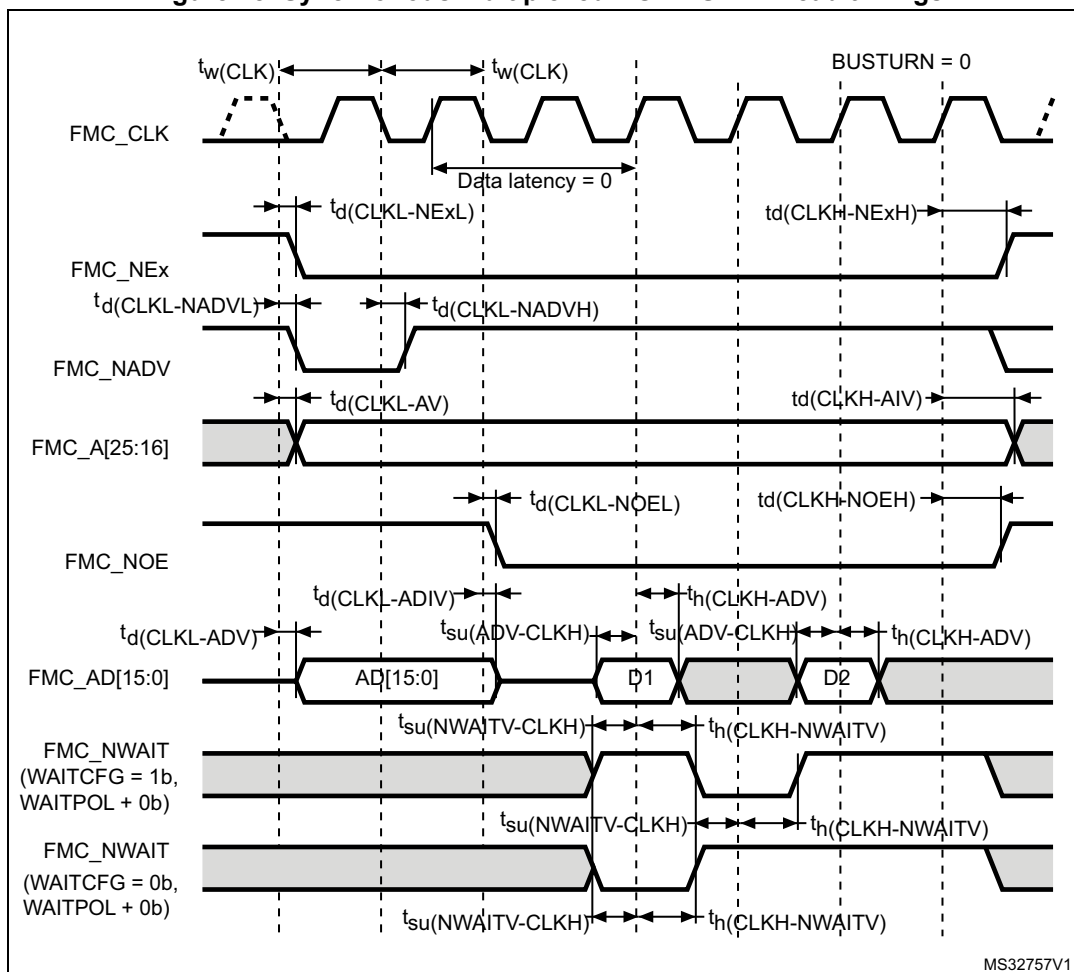 tw(CLK) tw(CLK) BUSTURN = 0
FMC_CLK
Data latency = 0
td(CLKL-NExL) td(CLKH-NExH)
FMC_NEx
td(CLKL-NADVL) td(CLKL-NADVH)
FMC_NADV
td(CLKL-AV) td(CLKH-AIV)
FMC_A[25:16]
td(CLKL-NOEL) td(CLKH-NOEH)
FMC_NOE
td(CLKL-ADIV) th(CLKH-ADV)
td(CLKL-ADV) tsu(ADV-CLKH) tsu(ADV-CLKH) th(CLKH-ADV)
FMC_AD[15:0] AD[15:0] D1 D2
tsu(NWAITV-CLKH) th(CLKH-NWAITV)
FMC_NWAIT
(WAITCFG = 1b,
WAITPOL + 0b)
tsu(NWAITV-CLKH) th(CLKH-NWAITV)
FMC_NWAIT
(WAITCFG = 0b,
WAITPOL + 0b)
tsu(NWAITV-CLKH) th(CLKH-NWAITV)
MS32757V1